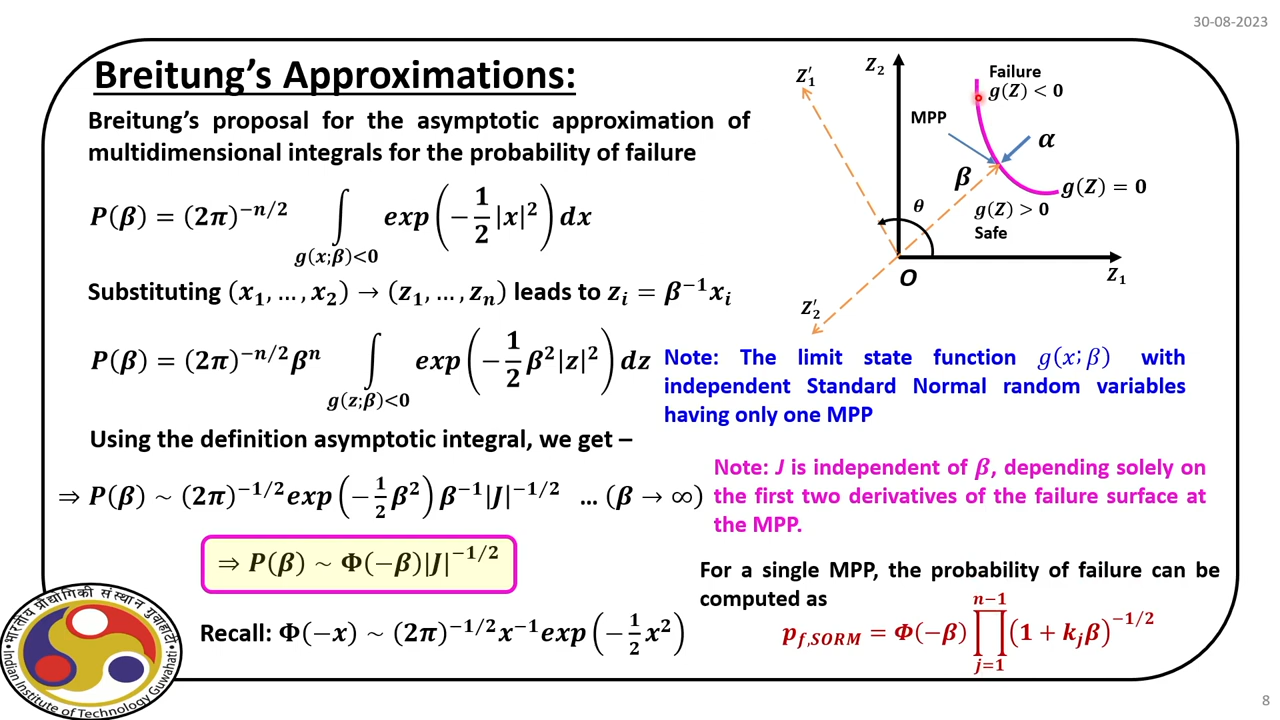 30-08-2023
Breitung's Approximations:
Breitung's proposal for the asymptotic approximation of
multidimensional integrals for the probability of failure
P(β) = (2π)^{-n/2} ∫_{g(x;β)<0} exp(-1/2 |x|^2) dx
Substituting (x_1, ..., x_2) → (z_1, ..., z_n) leads to z_i = β^{-1}x_i
P(β) = (2π)^{-n/2} β^n ∫_{g(z;β)<0} exp(-1/2 β^2|z|^2) dz
Using the definition asymptotic integral, we get –
⇒ P(β) ~ (2π)^{-1/2} exp(-1/2 β^2) β^{-1}|J|^{-1/2} ... (β → ∞)
⇒ P(β) ~ Φ(-β)|J|^{-1/2}
Recall: Φ(-x) ~ (2π)^{-1/2} x^{-1} exp(-1/2 x^2)
Z'_1
Z_2
Failure
g(Z) < 0
MPP
α
β
g(Z) = 0
θ
g(Z) > 0
Safe
O
Z_1
Z'_2
Note: The limit state function g(x; β) with
independent Standard Normal random variables
having only one MPP
Note: J is independent of β, depending solely on
the first two derivatives of the failure surface at
the MPP.
For a single MPP, the probability of failure can be
computed as
p_{f,SORM} = Φ(-β) ∏_{j=1}^{n-1} (1 + k_jβ)^{-1/2}
भारतीय प्रौद्योगिकी संस्थान गुवाहाटी
Indian Institute of Technology Guwahati
8